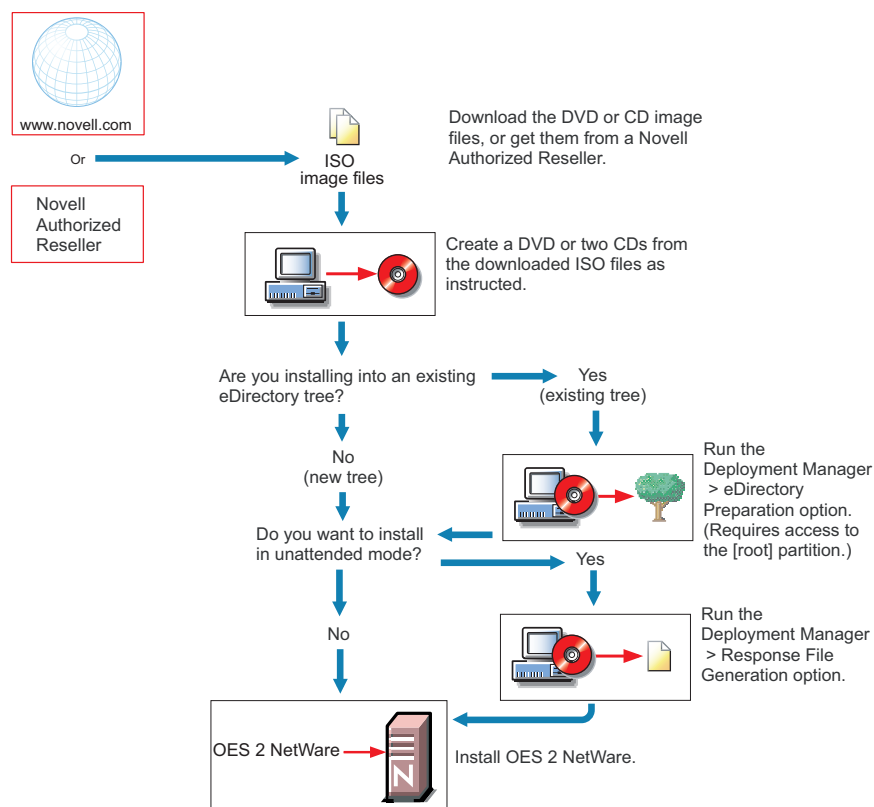 www.novell.com
Or
Novell
Authorized
Reseller
ISO
image files
Download the DVD or CD image
files, or get them from a Novell
Authorized Reseller.
Create a DVD or two CDs from
the downloaded ISO files as
instructed.
Are you installing into an existing
eDirectory tree?
Yes
(existing tree)
No
(new tree)
Run the
Deployment Manager
> eDirectory
Preparation option.
(Requires access to
the [root] partition.)
Do you want to install
in unattended mode?
Yes
No
Run the
Deployment Manager
> Response File
Generation option.
OES 2 NetWare
N
Install OES 2 NetWare.